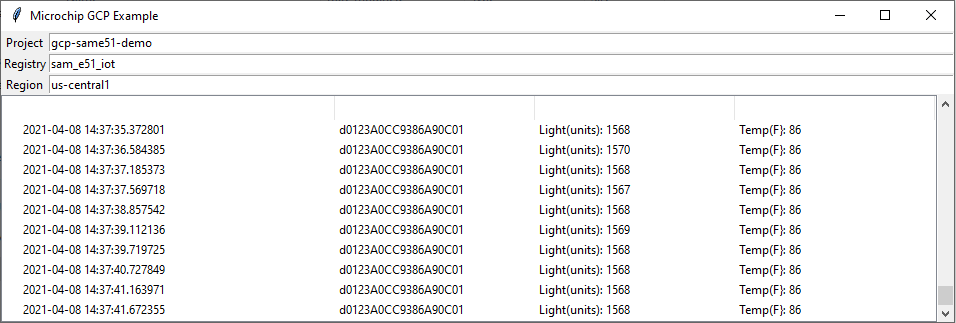 Microchip GCP Example
Project gcp-same51-demo
Registry sam_e51_iot
Region us-central1
2021-04-08 14:37:35.372801 d0123A0CC9386A90C01 Light(units): 1568 Temp(F): 86
2021-04-08 14:37:36.584385 d0123A0CC9386A90C01 Light(units): 1570 Temp(F): 86
2021-04-08 14:37:37.185373 d0123A0CC9386A90C01 Light(units): 1568 Temp(F): 86
2021-04-08 14:37:37.569718 d0123A0CC9386A90C01 Light(units): 1567 Temp(F): 86
2021-04-08 14:37:38.857542 d0123A0CC9386A90C01 Light(units): 1568 Temp(F): 86
2021-04-08 14:37:39.112136 d0123A0CC9386A90C01 Light(units): 1569 Temp(F): 86
2021-04-08 14:37:39.719725 d0123A0CC9386A90C01 Light(units): 1568 Temp(F): 86
2021-04-08 14:37:40.727849 d0123A0CC9386A90C01 Light(units): 1568 Temp(F): 86
2021-04-08 14:37:41.163971 d0123A0CC9386A90C01 Light(units): 1568 Temp(F): 86
2021-04-08 14:37:41.672355 d0123A0CC9386A90C01 Light(units): 1568 Temp(F): 86